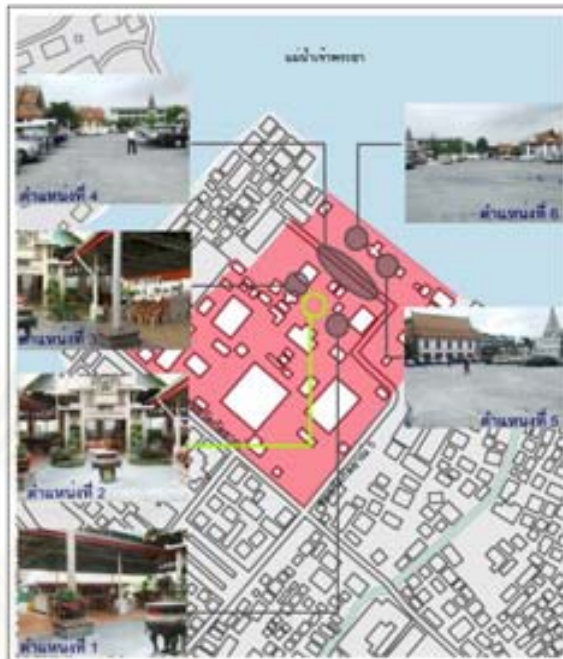 แม่น้ำเจ้าพระยา
ตำแหน่งที่ 4
ตำแหน่งที่ 6
ตำแหน่งที่ 3
ตำแหน่งที่ 5
ตำแหน่งที่ 2
ตำแหน่งที่ 1